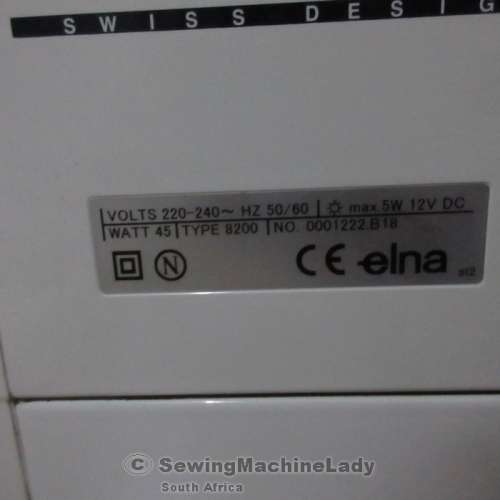 SWISS DESIG
VOLTS 220-240~ HZ 50/60 max.5W 12V DC
WATT 45 TYPE 8200 NO. 0001222.B18
N CE elna
st2
© SewingMachineLady
South Africa